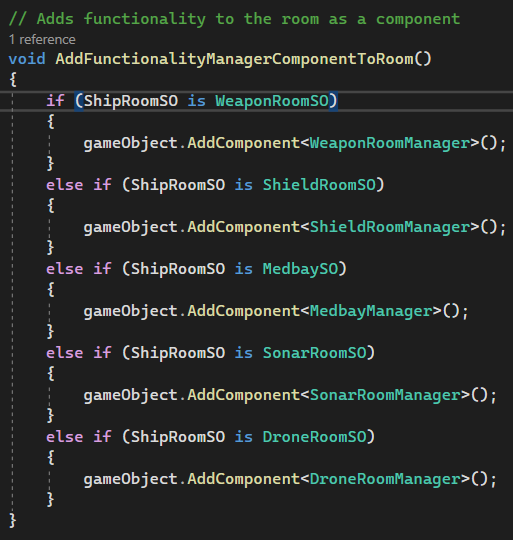 // Adds functionality to the room as a component
1 reference
void AddFunctionalityManagerComponentToRoom()
{
    if (ShipRoomSO is WeaponRoomSO)
    {
        gameObject.AddComponent<WeaponRoomManager>();
    }
    else if (ShipRoomSO is ShieldRoomSO)
    {
        gameObject.AddComponent<ShieldRoomManager>();
    }
    else if (ShipRoomSO is MedbaySO)
    {
        gameObject.AddComponent<MedbayManager>();
    }
    else if (ShipRoomSO is SonarRoomSO)
    {
        gameObject.AddComponent<SonarRoomManager>();
    }
    else if (ShipRoomSO is DroneRoomSO)
    {
        gameObject.AddComponent<DroneRoomManager>();
    }
}